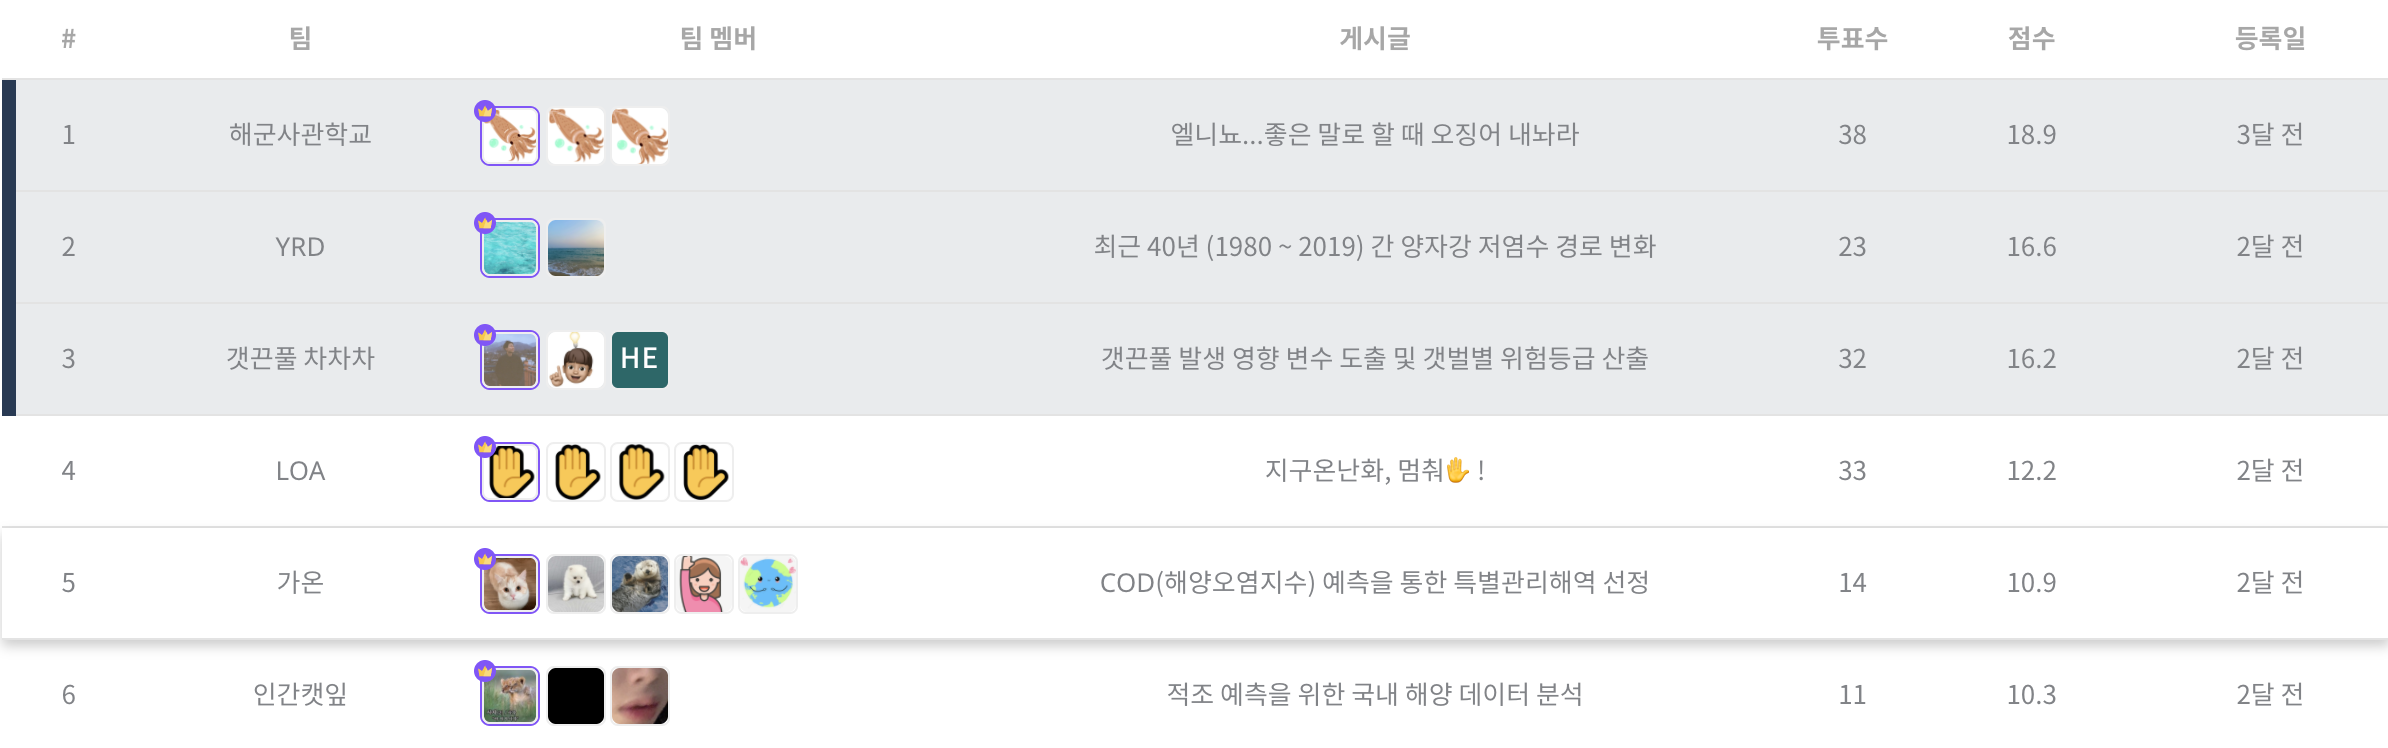 # 팀 팀 멤버 게시글 투표수 점수 등록일
1 해군사관학교 엘니뇨...좋은 말로 할 때 오징어 내놔라 38 18.9 3달 전
2 YRD 최근 40년 (1980 ~ 2019) 간 양자강 저염수 경로 변화 23 16.6 2달 전
3 갯끈풀 차차차 HE 갯끈풀 발생 영향 변수 도출 및 갯벌별 위험등급 산출 32 16.2 2달 전
4 LOA 지구온난화, 멈춰✋ ! 33 12.2 2달 전
5 가온 COD(해양오염지수) 예측을 통한 특별관리해역 선정 14 10.9 2달 전
6 인간캣잎 적조 예측을 위한 국내 해양 데이터 분석 11 10.3 2달 전